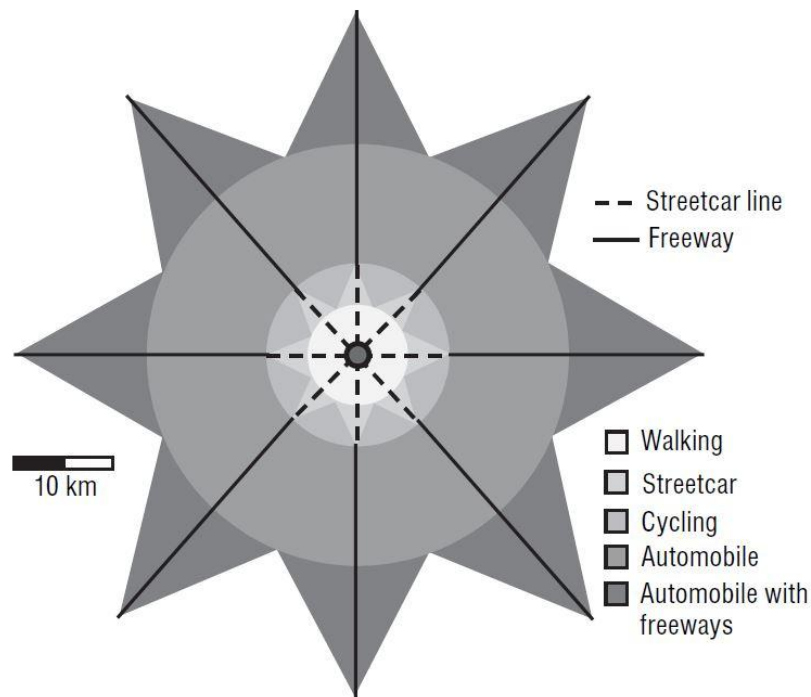 Streetcar line
Freeway
10 km
Walking
Streetcar
Cycling
Automobile
Automobile with
freeways